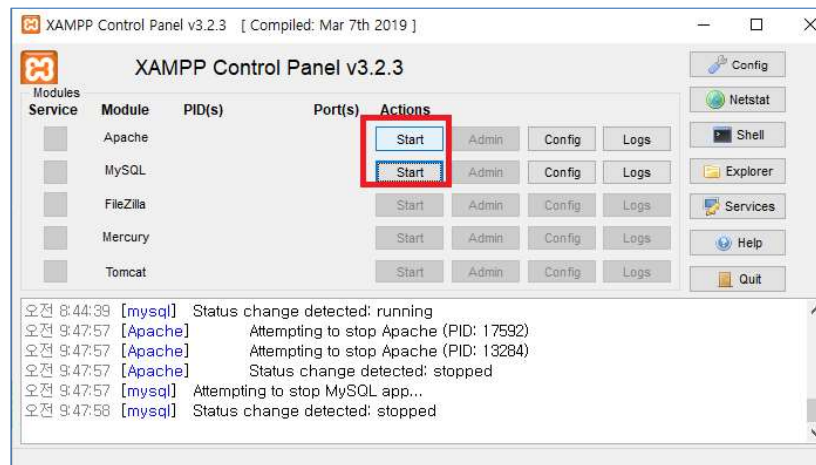 XAMPP Control Panel v3.2.3 [ Compiled: Mar 7th 2019 ]
XAMPP Control Panel v3.2.3
Config
Modules
Service Module PID(s) Port(s) Actions
Netstat
Apache Start Admin Config Logs
Shell
MySQL Start Admin Config Logs
Explorer
FileZilla Start Admin Config Logs
Services
Mercury Start Admin Config Logs
Help
Tomcat Start Admin Config Logs
Quit
오전 8:44:39 [mysql] Status change detected: running
오전 9:47:57 [Apache] Attempting to stop Apache (PID: 17592)
오전 9:47:57 [Apache] Attempting to stop Apache (PID: 13284)
오전 9:47:57 [Apache] Status change detected: stopped
오전 9:47:57 [mysql] Attempting to stop MySQL app...
오전 9:47:58 [mysql] Status change detected: stopped